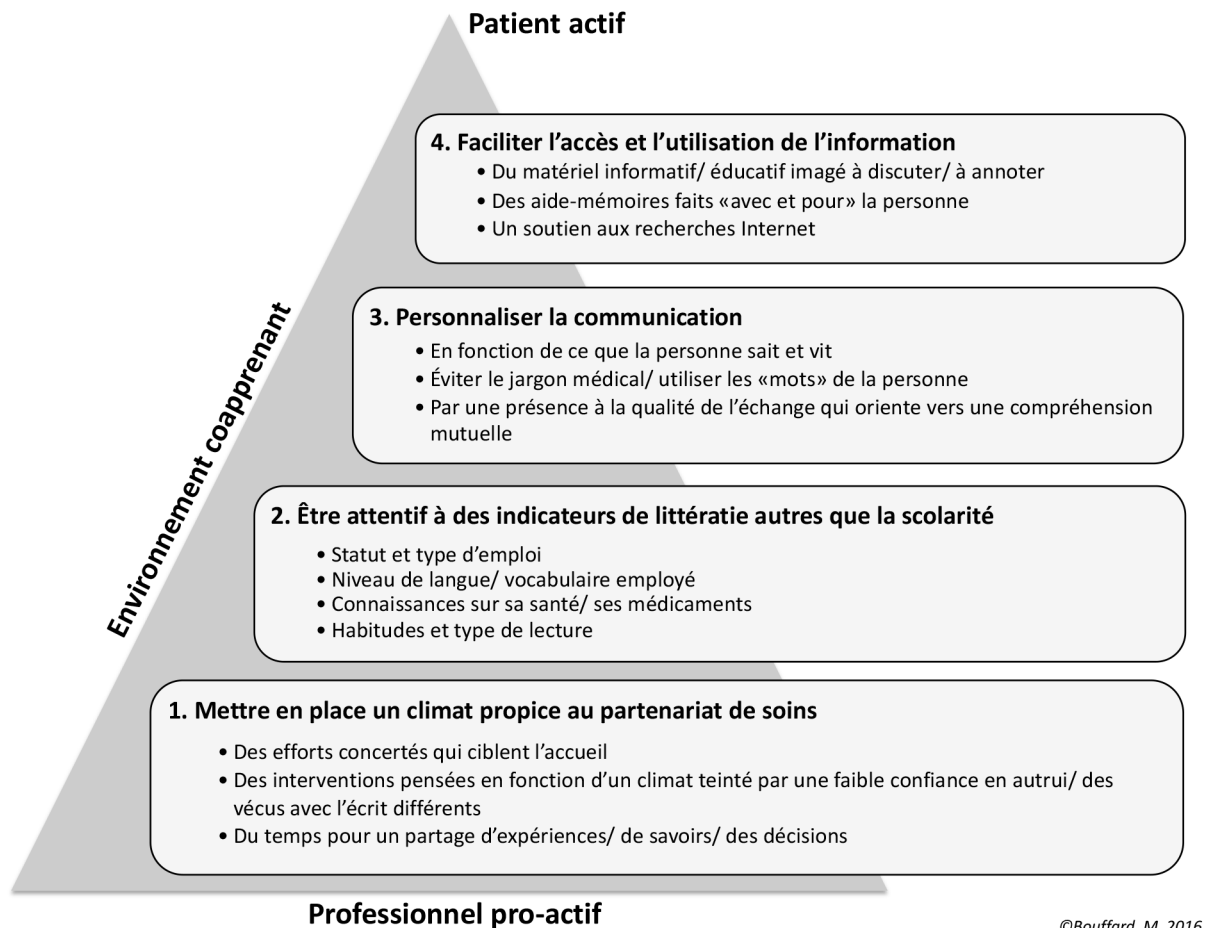 Patient actif
4. Faciliter l’accès et l’utilisation de l’information
• Du matériel informatif/ éducatif imagé à discuter/ à annoter
• Des aide-mémoires faits «avec et pour» la personne
• Un soutien aux recherches Internet
3. Personnaliser la communication
• En fonction de ce que la personne sait et vit
• Éviter le jargon médical/ utiliser les «mots» de la personne
• Par une présence à la qualité de l’échange qui oriente vers une compréhension
mutuelle
Environnement coapprenant
2. Être attentif à des indicateurs de littératie autres que la scolarité
• Statut et type d’emploi
• Niveau de langue/ vocabulaire employé
• Connaissances sur sa santé/ ses médicaments
• Habitudes et type de lecture
1. Mettre en place un climat propice au partenariat de soins
• Des efforts concertés qui ciblent l’accueil
• Des interventions pensées en fonction d’un climat teinté par une faible confiance en autrui/ des
vécus avec l’écrit différents
• Du temps pour un partage d’expériences/ de savoirs/ des décisions
Professionnel pro-actif
©Bouffard, M. 2016